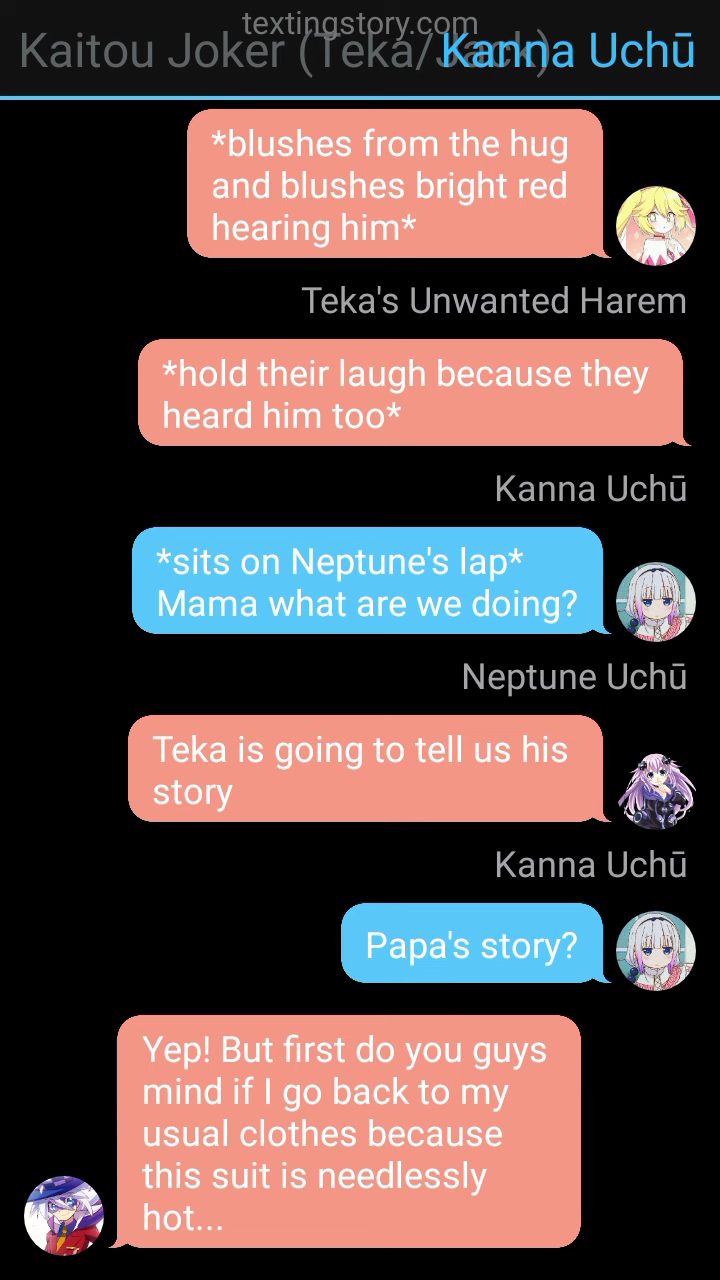 textingstory.com
Kaitou Joker (Teka/Jack)
Kanna Uchū
*blushes from the hug
and blushes bright red
hearing him*
Teka's Unwanted Harem
*hold their laugh because they
heard him too*
Kanna Uchū
*sits on Neptune's lap*
Mama what are we doing?
Neptune Uchū
Teka is going to tell us his
story
Kanna Uchū
Papa's story?
Yep! But first do you guys
mind if I go back to my
usual clothes because
this suit is needlessly
hot...